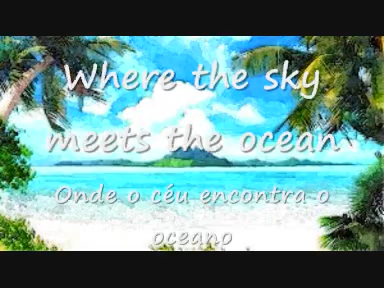 Where the sky
meets the ocean
Onde o céu encontra o
oceano